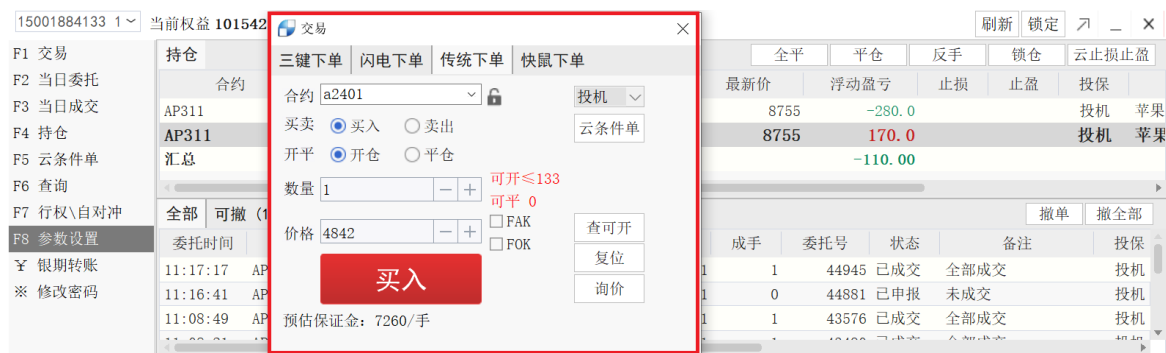 15001884133 1 当前权益 101542 刷新 锁定
F1 交易
F2 当日委托
F3 当日成交
F4 持仓
F5 云条件单
F6 查询
F7 行权\自对冲
F8 参数设置
¥ 银期转账
※ 修改密码
持仓 全平 平仓 反手 锁仓 云止损止盈
合约 最新价 浮动盈亏 止损 止盈 投保
AP311 8755 -280.0 投机 苹果
AP311 8755 170.0 投机 苹果
汇总 -110.00
交易
三键下单 闪电下单 传统下单 快鼠下单
合约 a2401 投机
买卖 买入 卖出 云条件单
开平 开仓 平仓
数量 1 可开≤133
可平 0
价格 4842 FAK 查可开
FOK 复位
买入 询价
预估保证金: 7260/手
全部 可撤 (1 撤单 撤全部
委托时间 成手 委托号 状态 备注 投保
11:17:17 AP 1 1 44945 已成交 全部成交 投机
11:16:41 AP 1 0 44881 已申报 未成交 投机
11:08:49 AP 1 1 43576 已成交 全部成交 投机